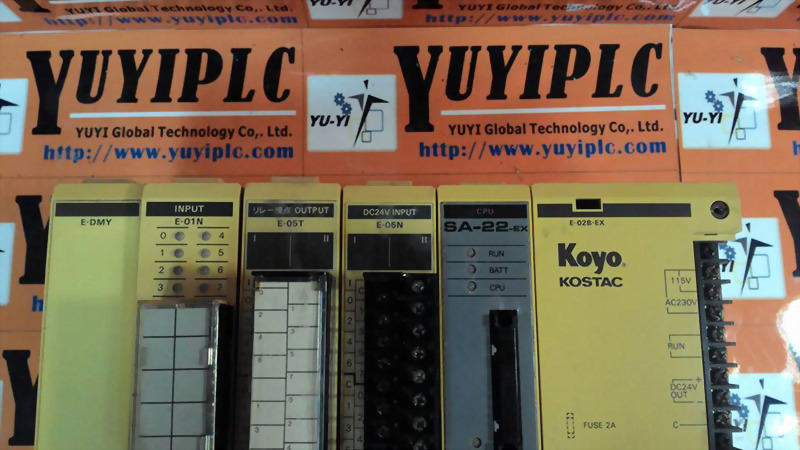 YUYI Global Technology Co,. Ltd.
http://www.yuyiplc.com
YUYIPLC
YUYI Global Technology Co,. Ltd.
http://www.yuyiplc.com
YU-YI
YUYIPLC
YUYI Global Technology Co,. Ltd.
http://www.yuyiplc.com
YU-YI
E-DMY
INPUT
E-01N
0 4
1 5
2 6
3 7
リレー接点 OUTPUT
E-05T
I II
DC24V INPUT
E-05N
I II
CPU
SA-22-EX
RUN
BATT
CPU
E-02B-EX
Koyo
KOSTAC
115V
AC230V
RUN
DC24V +
OUT -
C
FUSE 2A